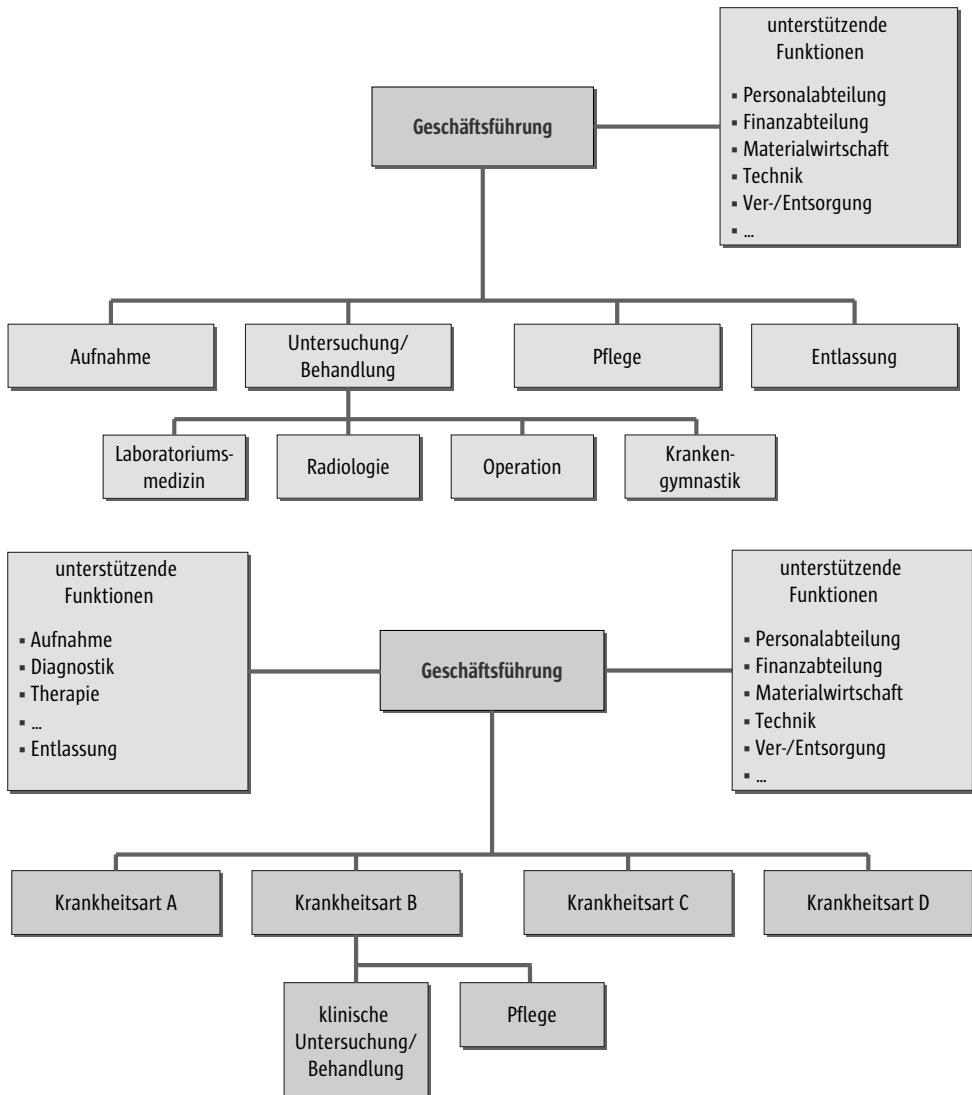 unterstützende
Funktionen
▪ Personalabteilung
▪ Finanzabteilung
▪ Materialwirtschaft
▪ Technik
▪ Ver-/Entsorgung
▪ ...
Geschäftsführung
Aufnahme
Untersuchung/
Behandlung
Pflege
Entlassung
Laboratoriums-
medizin
Radiologie
Operation
Kranken-
gymnastik
unterstützende
Funktionen
▪ Aufnahme
▪ Diagnostik
▪ Therapie
▪ ...
▪ Entlassung
Geschäftsführung
unterstützende
Funktionen
▪ Personalabteilung
▪ Finanzabteilung
▪ Materialwirtschaft
▪ Technik
▪ Ver-/Entsorgung
▪ ...
Krankheitsart A
Krankheitsart B
Krankheitsart C
Krankheitsart D
klinische
Untersuchung/
Behandlung
Pflege